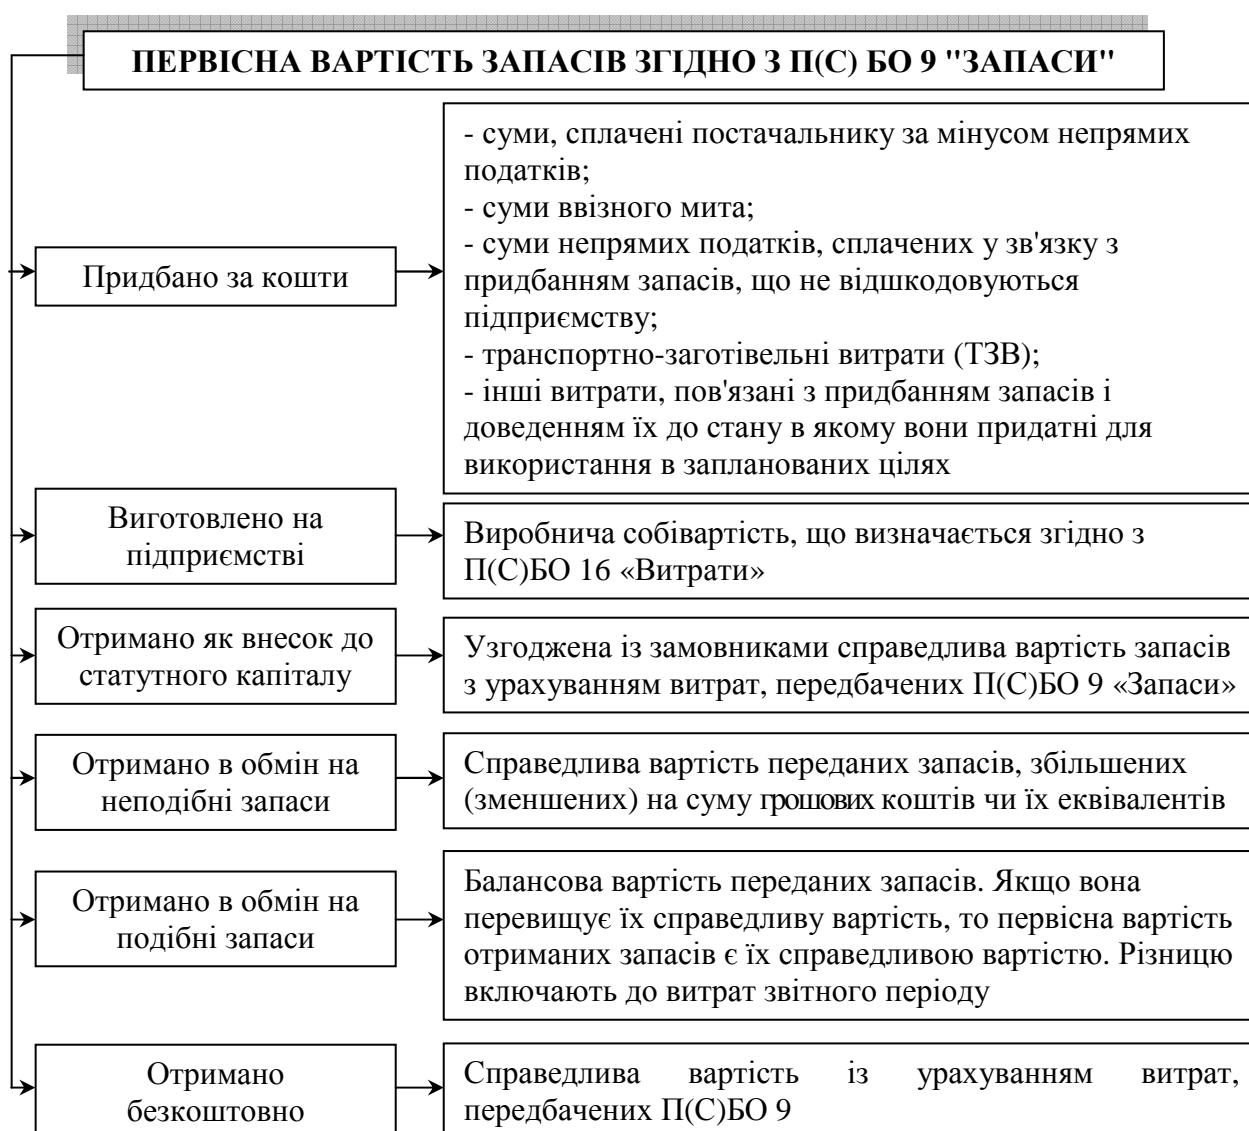 ПЕРВІСНА ВАРТІСТЬ ЗАПАСІВ ЗГІДНО З П(С) БО 9 "ЗАПАСИ"
Придбано за кошти
- суми, сплачені постачальнику за мінусом непрямих
податків;
- суми ввізного мита;
- суми непрямих податків, сплачених у зв'язку з
придбанням запасів, що не відшкодовуються
підприємству;
- транспортно-заготівельні витрати (ТЗВ);
- інші витрати, пов'язані з придбанням запасів і
доведенням їх до стану в якому вони придатні для
використання в запланованих цілях
Виготовлено на
підприємстві
Виробнича собівартість, що визначається згідно з
П(С)БО 16 «Витрати»
Отримано як внесок до
статутного капіталу
Узгоджена із замовниками справедлива вартість запасів
з урахуванням витрат, передбачених П(С)БО 9 «Запаси»
Отримано в обмін на
неподібні запаси
Справедлива вартість переданих запасів, збільшених
(зменшених) на суму грошових коштів чи їх еквівалентів
Отримано в обмін на
подібні запаси
Балансова вартість переданих запасів. Якщо вона
перевищує їх справедливу вартість, то первісна вартість
отриманих запасів є їх справедливою вартістю. Різницю
включають до витрат звітного періоду
Отримано
безкоштовно
Справедлива вартість із урахуванням витрат,
передбачених П(С)БО 9